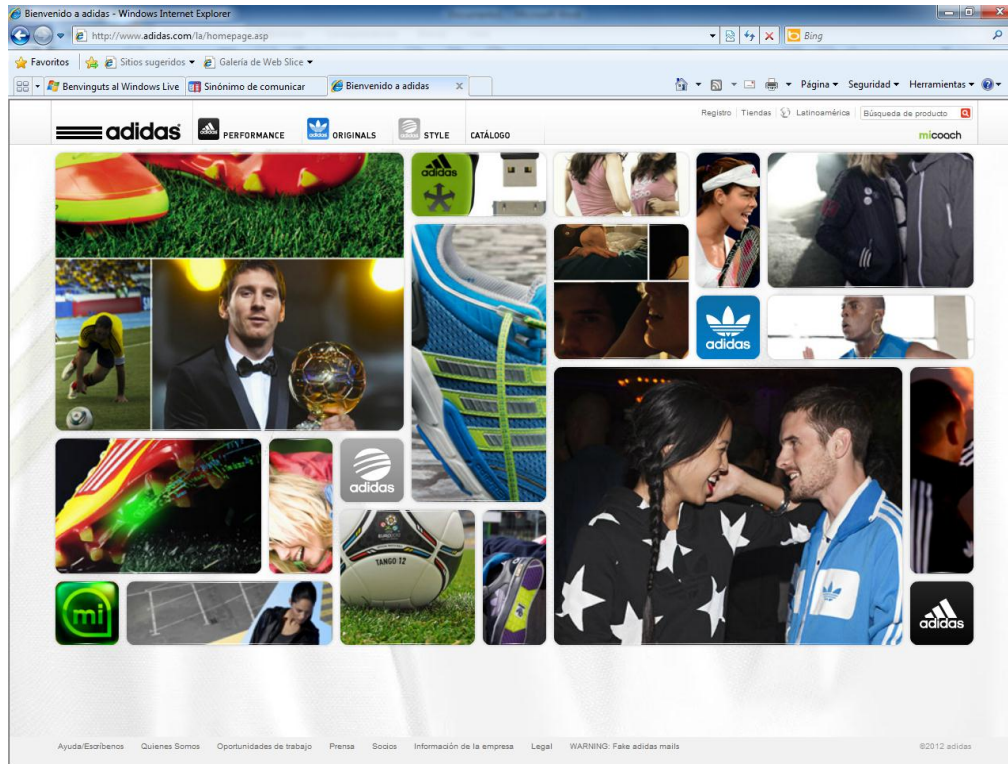 Bienvenido a adidas - Windows Internet Explorer
http://www.adidas.com/la/homepage.asp
Bing
Favoritos Sitios sugeridos Galería de Web Slice
Benvinguts al Windows Live Sinónimo de comunicar Bienvenido a adidas X
Página Seguridad Herramientas
Registro Tiendas Latinoamérica Búsqueda de producto
adidas PERFORMANCE ORIGINALS STYLE CATÁLOGO
micoach
adidas
adidas
adidas
TANGO 12
mi
adidas
Ayuda/Escríbenos Quienes Somos Oportunidades de trabajo Prensa Socios Información de la empresa Legal WARNING: Fake adidas mails ©2012 adidas